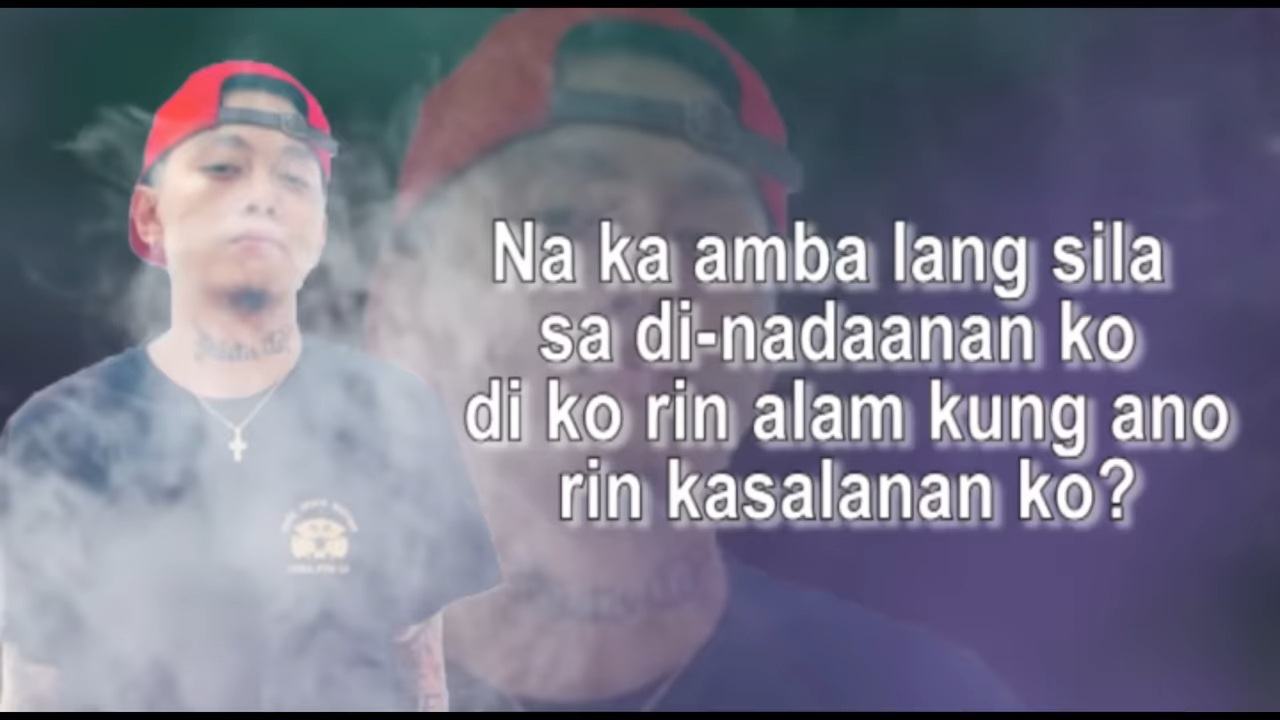 Na ka amba lang sila
sa di-nadaanan ko
di ko rin alam kung ano
rin kasalanan ko?